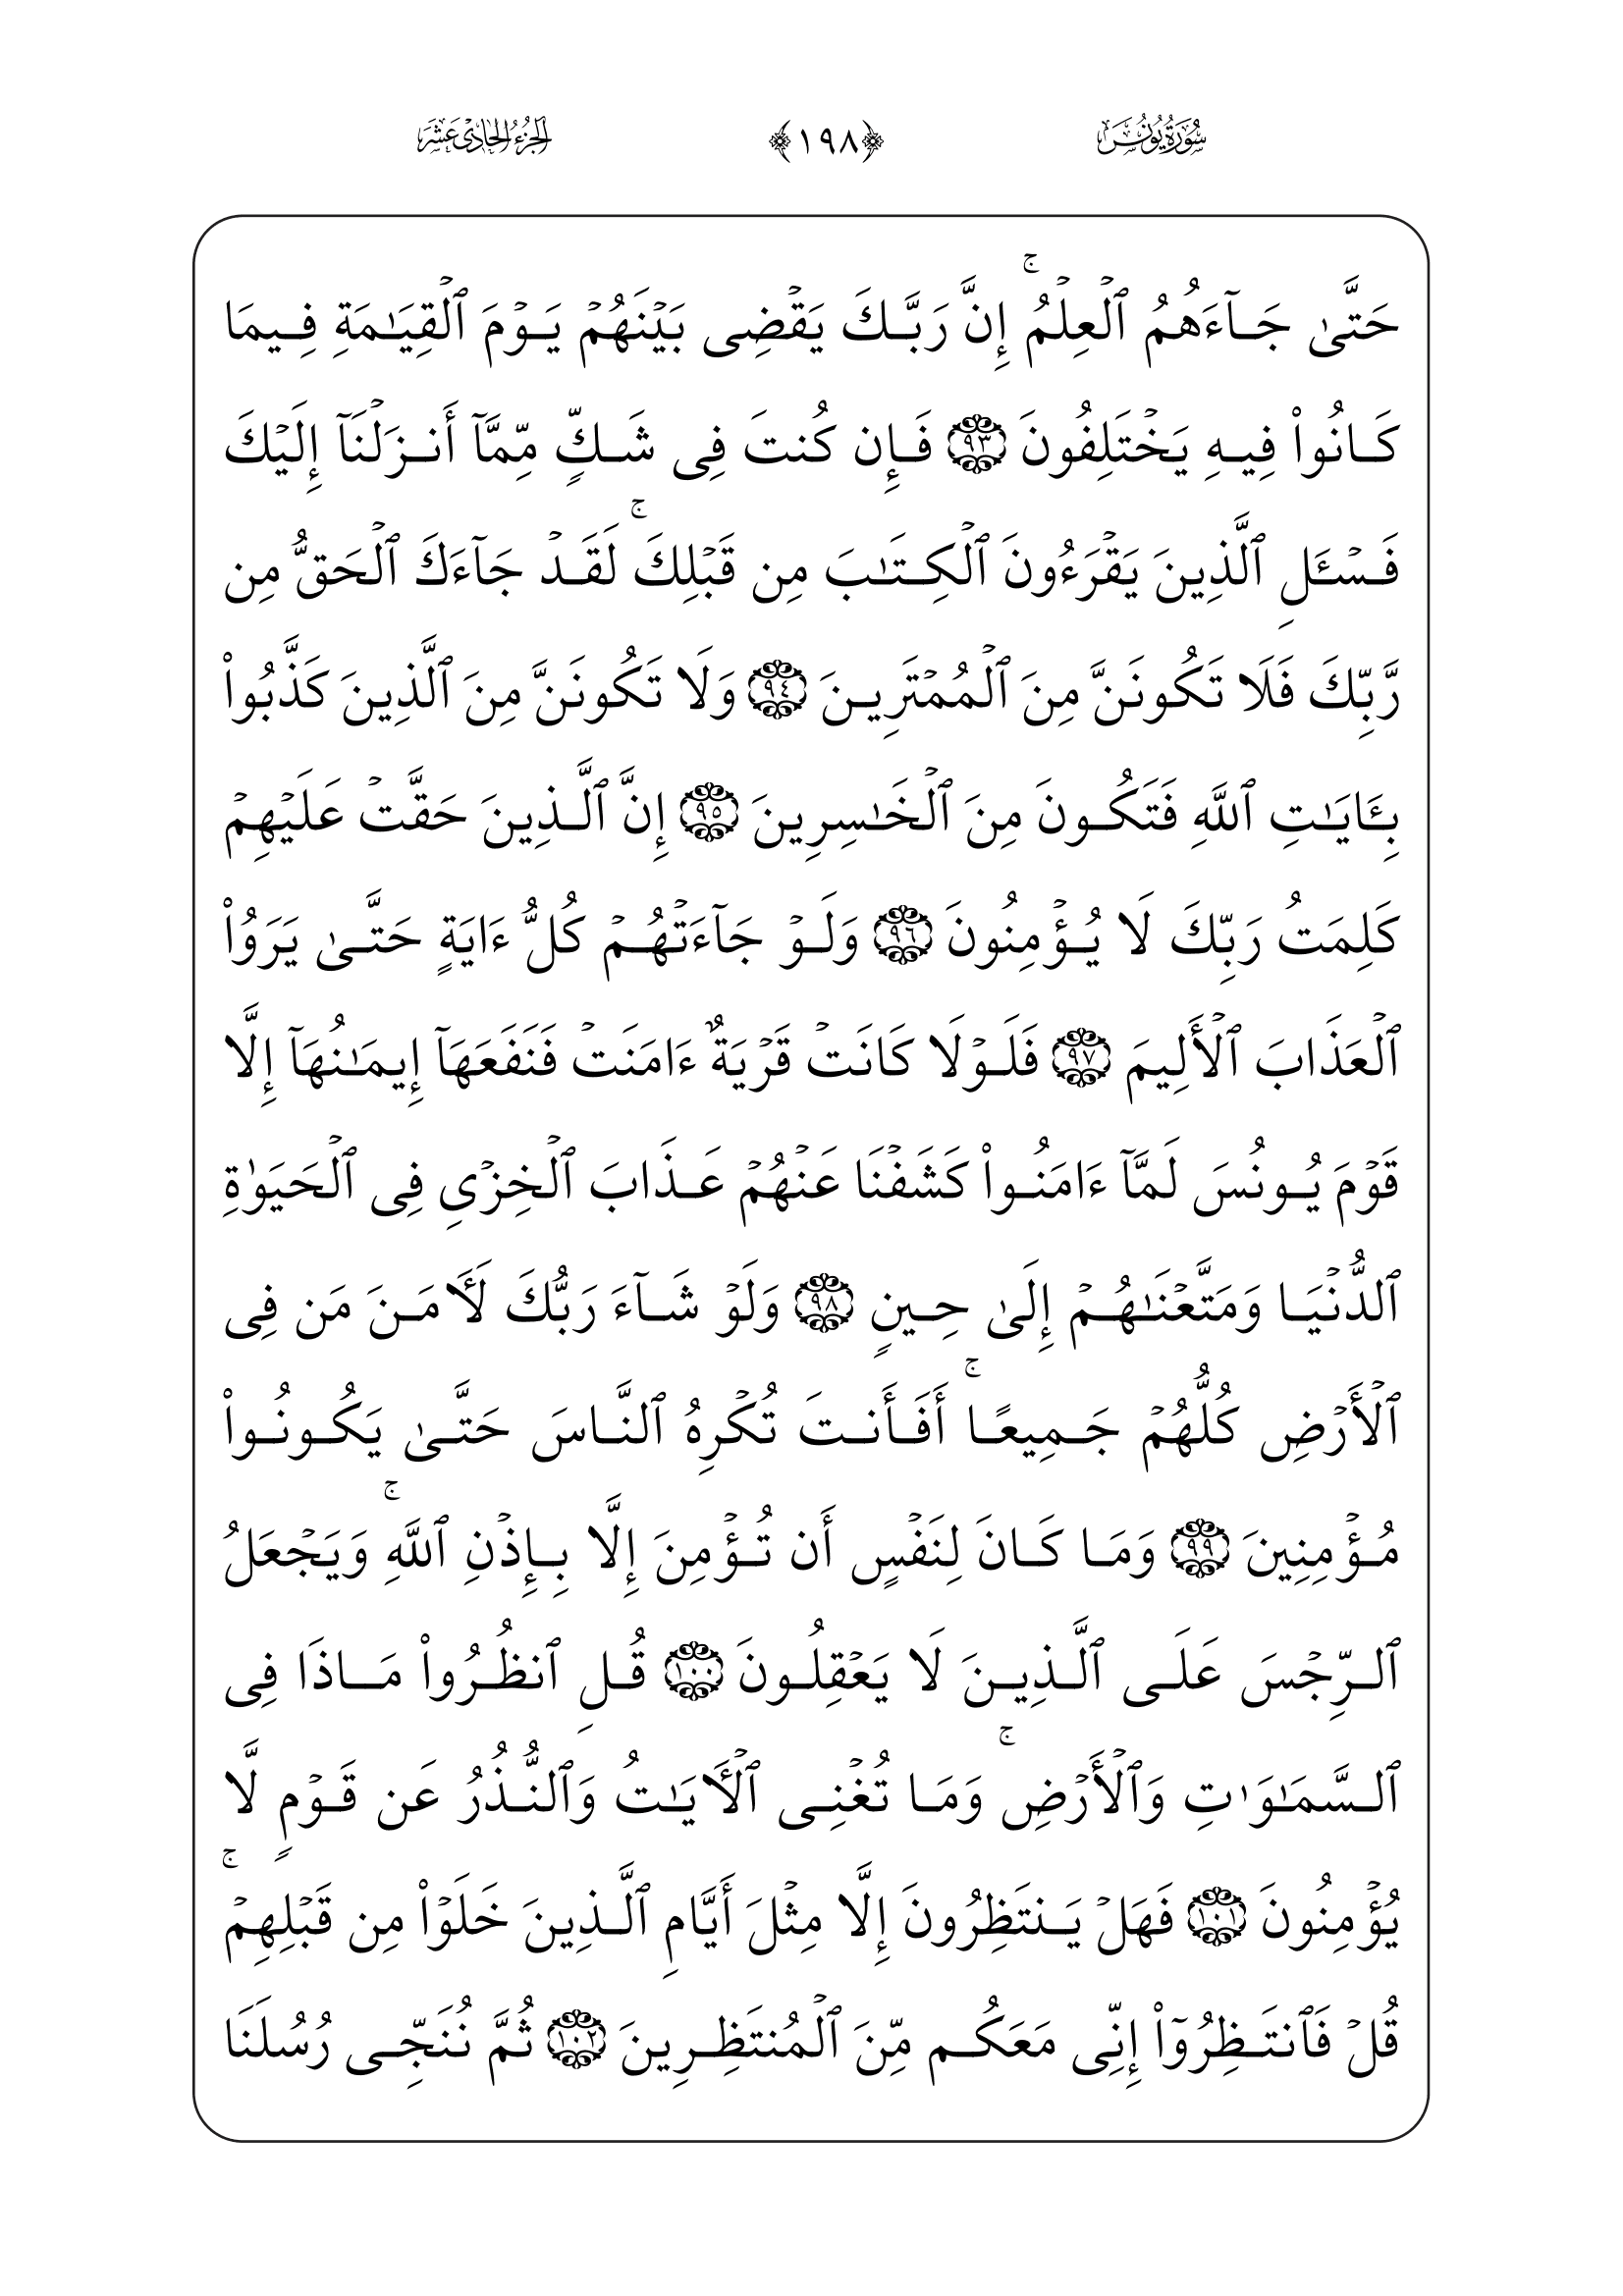 سُورَةُ يُونُسَ ﴿١٩٨﴾ الجُزْءُ الحَادِيَ عَشَرَ
حَتَّىٰ جَآءَهُمُ ٱلْعِلْمُ ۚ إِنَّ رَبَّكَ يَقْضِى بَيْنَهُمْ يَوْمَ ٱلْقِيَـٰمَةِ فِيمَا
كَانُوا۟ فِيهِ يَخْتَلِفُونَ ٩٣ فَإِن كُنتَ فِى شَكٍّ مِّمَّآ أَنزَلْنَآ إِلَيْكَ
فَسْـَٔلِ ٱلَّذِينَ يَقْرَءُونَ ٱلْكِتَـٰبَ مِن قَبْلِكَ ۚ لَقَدْ جَآءَكَ ٱلْحَقُّ مِن
رَّبِّكَ فَلَا تَكُونَنَّ مِنَ ٱلْمُمْتَرِينَ ٩٤ وَلَا تَكُونَنَّ مِنَ ٱلَّذِينَ كَذَّبُوا۟
بِـَٔايَـٰتِ ٱللَّهِ فَتَكُونَ مِنَ ٱلْخَـٰسِرِينَ ٩٥ إِنَّ ٱلَّذِينَ حَقَّتْ عَلَيْهِمْ
كَلِمَتُ رَبِّكَ لَا يُؤْمِنُونَ ٩٦ وَلَوْ جَآءَتْهُمْ كُلُّ ءَايَةٍ حَتَّىٰ يَرَوُا۟
ٱلْعَذَابَ ٱلْأَلِيمَ ٩٧ فَلَوْلَا كَانَتْ قَرْيَةٌ ءَامَنَتْ فَنَفَعَهَآ إِيمَـٰنُهَآ إِلَّا
قَوْمَ يُونُسَ لَمَّآ ءَامَنُوا۟ كَشَفْنَا عَنْهُمْ عَذَابَ ٱلْخِزْىِ فِى ٱلْحَيَوٰةِ
ٱلدُّنْيَا وَمَتَّعْنَـٰهُمْ إِلَىٰ حِينٍ ٩٨ وَلَوْ شَآءَ رَبُّكَ لَـَٔامَنَ مَن فِى
ٱلْأَرْضِ كُلُّهُمْ جَمِيعًا ۚ أَفَأَنتَ تُكْرِهُ ٱلنَّاسَ حَتَّىٰ يَكُونُوا۟
مُؤْمِنِينَ ٩٩ وَمَا كَانَ لِنَفْسٍ أَن تُؤْمِنَ إِلَّا بِإِذْنِ ٱللَّهِ ۚ وَيَجْعَلُ
ٱلرِّجْسَ عَلَى ٱلَّذِينَ لَا يَعْقِلُونَ ١٠٠ قُلِ ٱنظُرُوا۟ مَاذَا فِى
ٱلسَّمَـٰوَٰتِ وَٱلْأَرْضِ ۚ وَمَا تُغْنِى ٱلْـَٔايَـٰتُ وَٱلنُّذُرُ عَن قَوْمٍ لَّا
يُؤْمِنُونَ ١٠١ فَهَلْ يَنتَظِرُونَ إِلَّا مِثْلَ أَيَّامِ ٱلَّذِينَ خَلَوْا۟ مِن قَبْلِهِمْ ۚ
قُلْ فَٱنتَظِرُوٓا۟ إِنِّى مَعَكُم مِّنَ ٱلْمُنتَظِرِينَ ١٠٢ ثُمَّ نُنَجِّى رُسُلَنَا